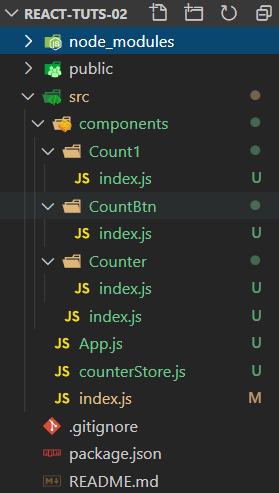 REACT-TUTS-02
node_modules
public
src
components
Count1
JS index.js U
CountBtn
JS index.js U
Counter
JS index.js U
JS index.js U
JS App.js U
JS counterStore.js U
JS index.js M
.gitignore
npm package.json
README.md